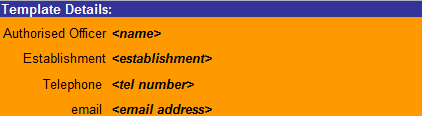 Template Details:
Authorised Officer <name>
Establishment <establishment>
Telephone <tel number>
email <email address>